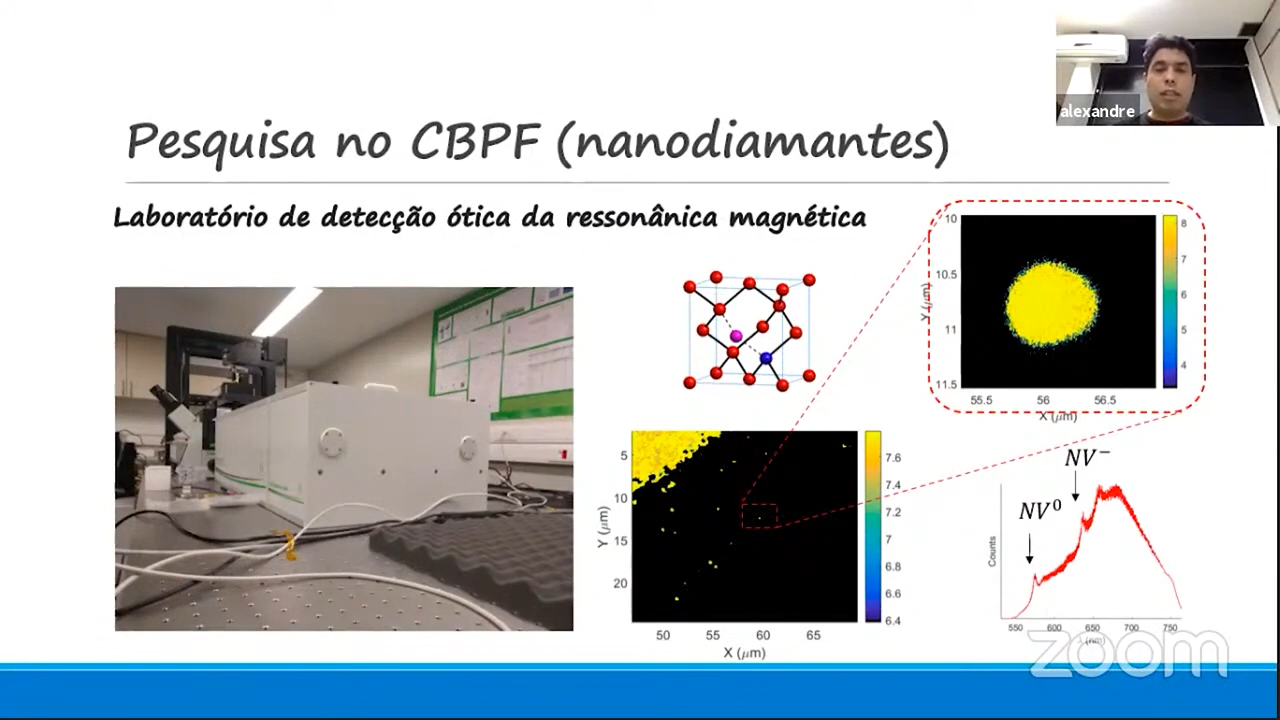 alexandre
Pesquisa no CBPF (nanodiamantes)
Laboratório de detecção ótica da ressonânica magnética
10
10.5
11
11.5
Y (μm)
55.5 56 56.5
X (μm)
8
7
6
5
4
5
10
15
20
Y (μm)
50 55 60 65
X (μm)
7.6
7.4
7.2
7
6.8
6.6
6.4
NV⁻
NV⁰
Counts
550 600 650 700 750
(nm)
zoom